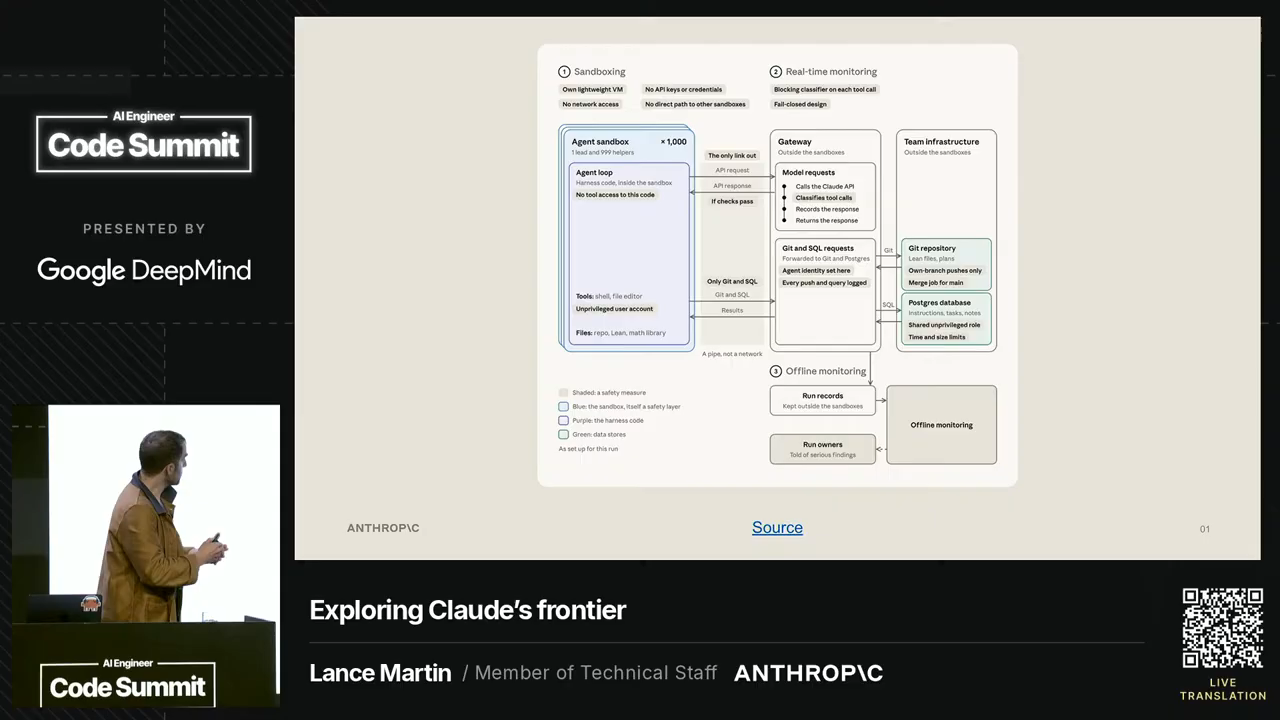 AI Engineer
Code Summit
PRESENTED BY
Google DeepMind
1 Sandboxing
Own lightweight VM
No API keys or credentials
No network access
No direct path to other sandboxes
2 Real-time monitoring
Blocking classifier on each tool call
Fail-closed design
Agent sandbox × 1,000
1 lead and 999 helpers
Agent loop
Harness code, inside the sandbox
No tool access to this code
Tools: shell, file editor
Unprivileged user account
Files: repo, Lean, math library
The only link out
API request
API response
If checks pass
Only Git and SQL
Git and SQL
Results
A pipe, not a network
Gateway
Outside the sandboxes
Model requests
Calls the Claude API
Classifies tool calls
Records the response
Returns the response
Git and SQL requests
Forwarded to Git and Postgres
Agent identity set here
Every push and query logged
Git
SQL
Team infrastructure
Outside the sandboxes
Git repository
Lean files, plans
Own-branch pushes only
Merge job for main
Postgres database
Instructions, tasks, notes
Shared unprivileged role
Time and size limits
3 Offline monitoring
Run records
Kept outside the sandboxes
Offline monitoring
Run owners
Told of serious findings
Shaded: a safety measure
Blue: the sandbox, itself a safety layer
Purple: the harness code
Green: data stores
As set up for this run
ANTHROP\C
Source
01
AI Engineer
Code Summit
Exploring Claude's frontier
Lance Martin / Member of Technical Staff ANTHROP\C
LIVE
TRANSLATION